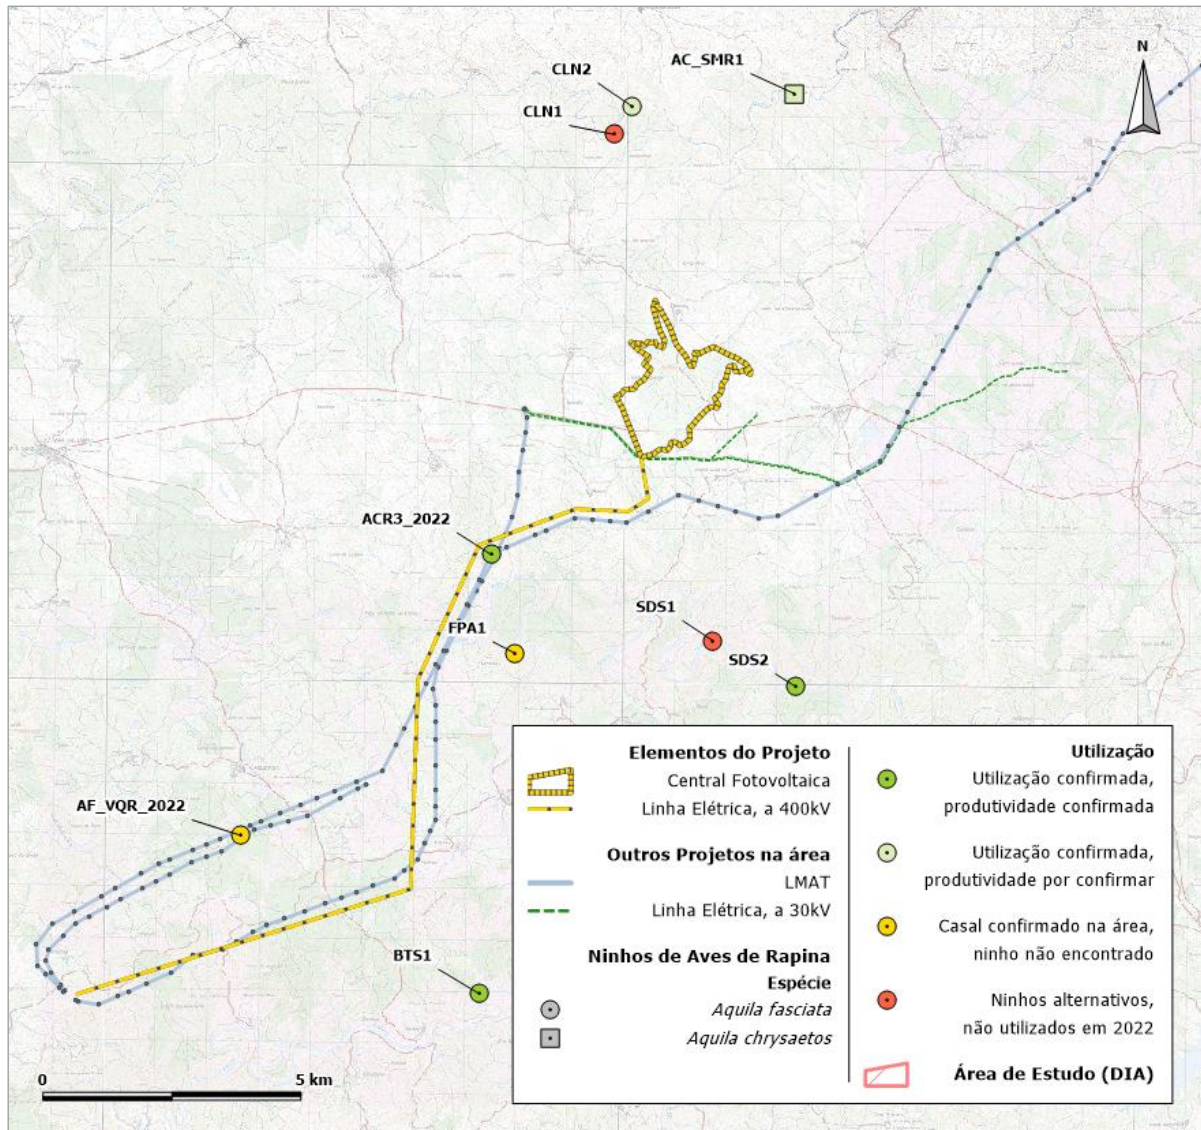 N
CLN2
AC_SMR1
CLN1
ACR3_2022
FPA1
SDS1
SDS2
AF_VQR_2022
BTS1
0
5 km
Elementos do Projeto
Central Fotovoltaica
Linha Elétrica, a 400kV
Outros Projetos na área
LMAT
Linha Elétrica, a 30kV
Ninhos de Aves de Rapina
Espécie
Aquila fasciata
Aquila chrysaetos
Utilização
Utilização confirmada,
produtividade confirmada
Utilização confirmada,
produtividade por confirmar
Casal confirmado na área,
ninho não encontrado
Ninhos alternativos,
não utilizados em 2022
Área de Estudo (DIA)